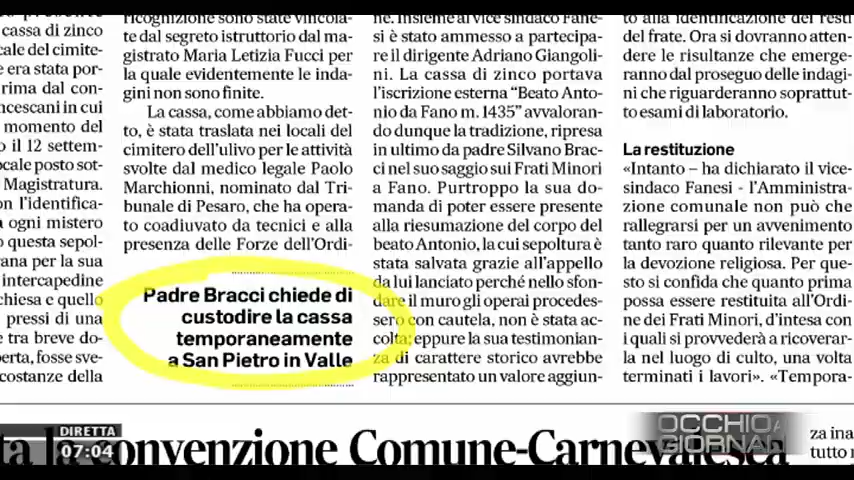 cassa di zinco
cale del cimite-
e era stata por-
rima dal con-
ncescani in cui
momento del
o il 12 settem-
ocale posto sot-
Magistratura.
on l'identifica-
a ogni mistero
o questa sepol-
rana per la sua
intercapedine
chiesa e quello
pressi di una
e tra breve do-
perta, fosse sve-
costanze della
ricognizione sono state vincola-
te dal segreto istruttorio dal ma-
gistrato Maria Letizia Fucci per
la quale evidentemente le inda-
gini non sono finite.
La cassa, come abbiamo det-
to, è stata traslata nei locali del
cimitero dell'ulivo per le attività
svolte dal medico legale Paolo
Marchionni, nominato dal Tri-
bunale di Pesaro, che ha opera-
to coadiuvato da tecnici e alla
presenza delle Forze dell'Ordi-
Padre Bracci chiede di
custodire la cassa
temporaneamente
a San Pietro in Valle
ne. Insieme al vice sindaco Fane-
si è stato ammesso a partecipa-
re il dirigente Adriano Giangoli-
ni. La cassa di zinco portava
l'iscrizione esterna "Beato Anto-
nio da Fano m. 1435" avvaloran-
do dunque la tradizione, ripresa
in ultimo da padre Silvano Brac-
ci nel suo saggio sui Frati Minori
a Fano. Purtroppo la sua do-
manda di poter essere presente
alla riesumazione del corpo del
beato Antonio, la cui sepoltura è
stata salvata grazie all'appello
da lui lanciato perché nello sfon-
dare il muro gli operai procedes-
sero con cautela, non è stata ac-
colta; eppure la sua testimonian-
za di carattere storico avrebbe
rappresentato un valore aggiun-
to alla identificazione dei resti
del frate. Ora si dovranno atten-
dere le risultanze che emerge-
ranno dal proseguo delle indagi-
ni che riguarderanno soprattut-
to esami di laboratorio.
La restituzione
«Intanto – ha dichiarato il vice-
sindaco Fanesi - l'Amministra-
zione comunale non può che
rallegrarsi per un avvenimento
tanto raro quanto rilevante per
la devozione religiosa. Per que-
sto si confida che quanto prima
possa essere restituita all'Ordi-
ne dei Frati Minori, d'intesa con
i quali si provvederà a ricoverar-
la nel luogo di culto, una volta
terminati i lavori». «Tempora-
ta la convenzione Comune-Carnevalesca
za ina
tutto
DIRETTA
07:04
OCCHIO A
GIORNAL